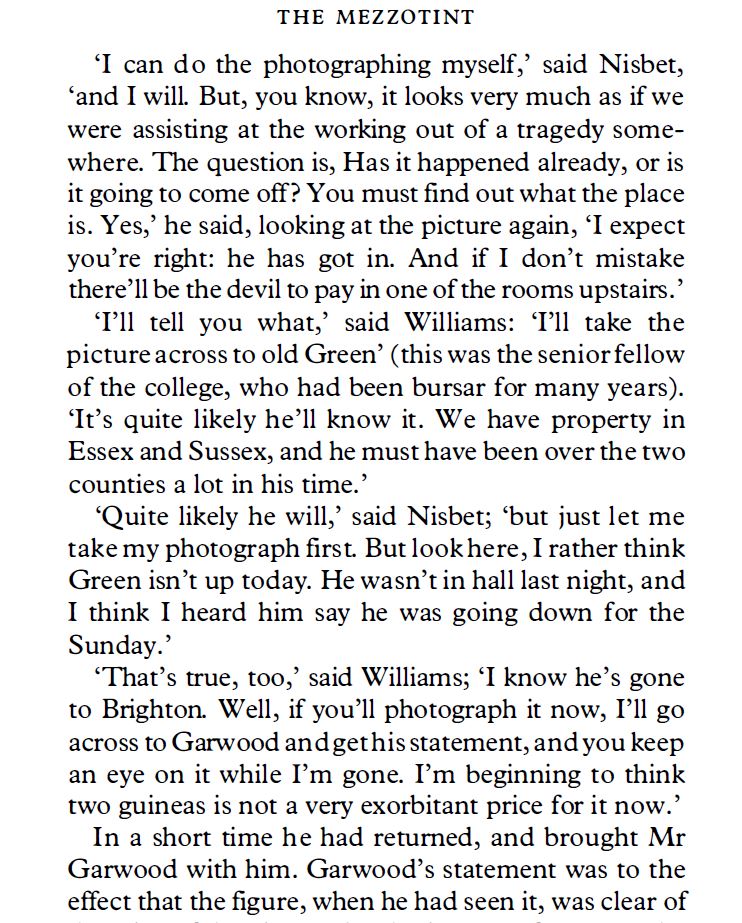 THE MEZZOTINT
‘I can do the photographing myself,’ said Nisbet,
‘and I will. But, you know, it looks very much as if we
were assisting at the working out of a tragedy some-
where. The question is, Has it happened already, or is
it going to come off? You must find out what the place
is. Yes,’ he said, looking at the picture again, ‘I expect
you’re right: he has got in. And if I don’t mistake
there’ll be the devil to pay in one of the rooms upstairs.’
‘I’ll tell you what,’ said Williams: ‘I’ll take the
picture across to old Green’ (this was the senior fellow
of the college, who had been bursar for many years).
‘It’s quite likely he’ll know it. We have property in
Essex and Sussex, and he must have been over the two
counties a lot in his time.’
‘Quite likely he will,’ said Nisbet; ‘but just let me
take my photograph first. But look here, I rather think
Green isn’t up today. He wasn’t in hall last night, and
I think I heard him say he was going down for the
Sunday.’
‘That’s true, too,’ said Williams; ‘I know he’s gone
to Brighton. Well, if you’ll photograph it now, I’ll go
across to Garwood and get his statement, and you keep
an eye on it while I’m gone. I’m beginning to think
two guineas is not a very exorbitant price for it now.’
In a short time he had returned, and brought Mr
Garwood with him. Garwood’s statement was to the
effect that the figure, when he had seen it, was clear of